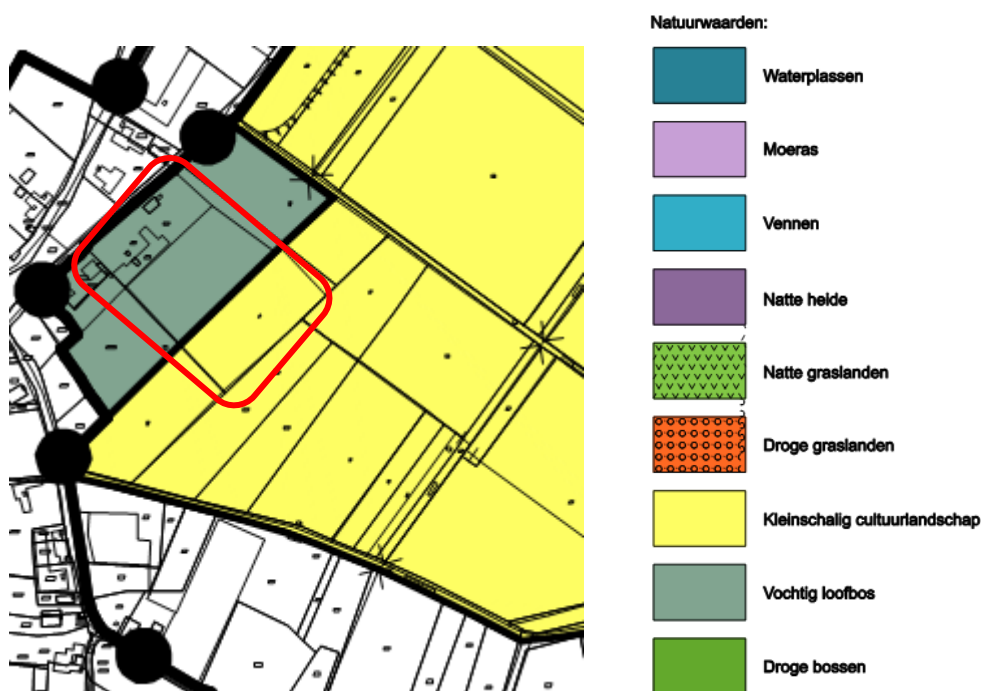 Natuurwaarden:
Waterplassen
Moeras
Vennen
Natte heide
Natte graslanden
Droge graslanden
Kleinschalig cultuurlandschap
Vochtig loofbos
Droge bossen